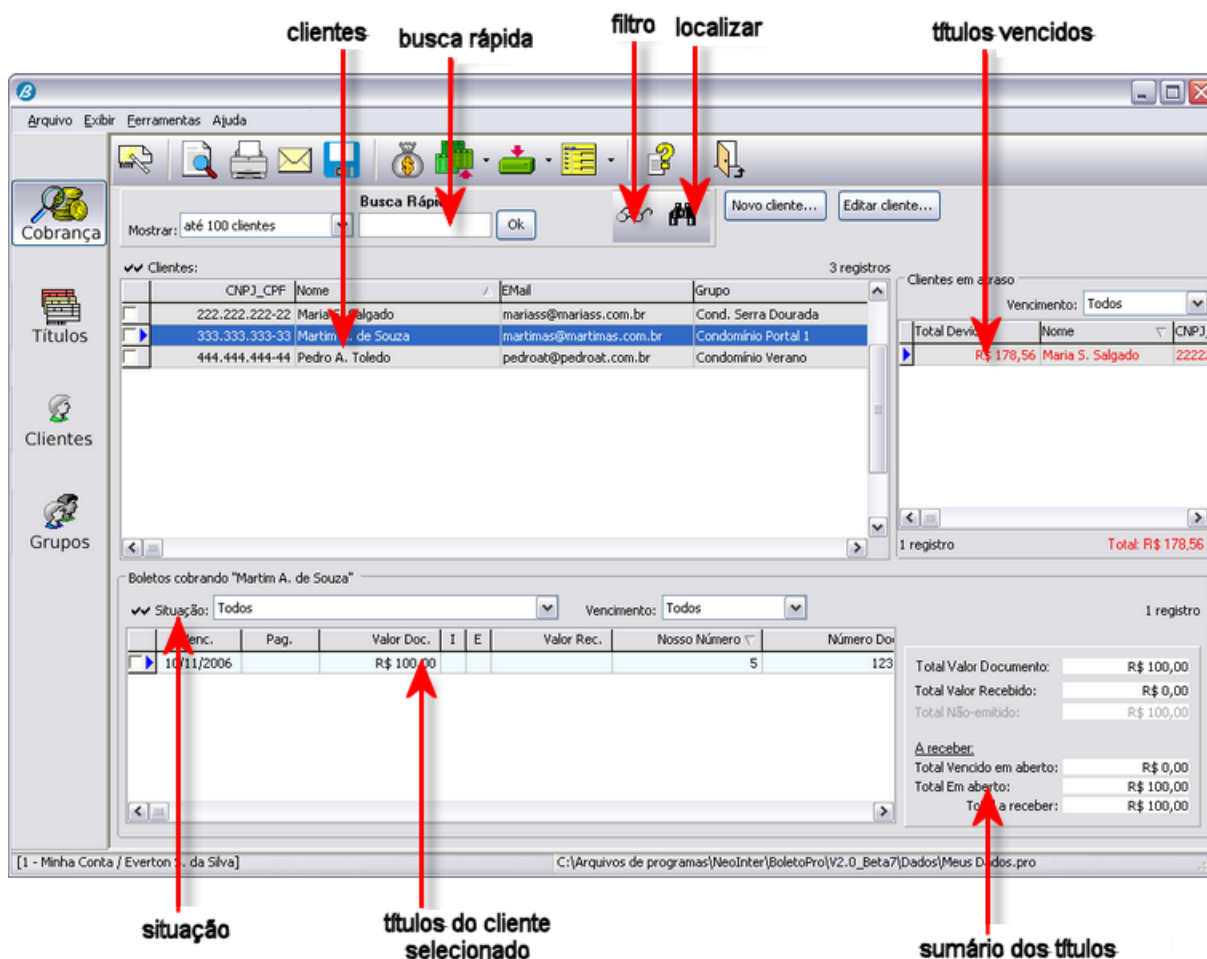 clientes busca rápida filtro localizar títulos vencidos
Arquivo Exibir Ferramentas Ajuda
Cobrança
Títulos
Clientes
Grupos
Busca Rápi
Mostrar: até 100 clientes Ok Novo cliente... Editar cliente...
Clientes: 3 registros
CNPJ_CPF Nome EMail Grupo
222.222.222-22 Maria S. Salgado mariass@mariass.com.br Cond. Serra Dourada
333.333.333-33 Martim A. de Souza martimas@martimas.com.br Condomínio Portal 1
444.444.444-44 Pedro A. Toledo pedroat@pedroat.com.br Condomínio Verano
Clientes em atraso
Vencimento: Todos
Total Devid Nome CNPJ_
R$ 178,56 Maria S. Salgado 22222
1 registro Total: R$ 178,56
Boletos cobrando "Martim A. de Souza"
Situação: Todos Vencimento: Todos 1 registro
Venc. Pag. Valor Doc. I E Valor Rec. Nosso Número Número Do
10/11/2006 R$ 100,00 5 123
Total Valor Documento: R$ 100,00
Total Valor Recebido: R$ 0,00
Total Não-emitido: R$ 100,00
A receber:
Total Vencido em aberto: R$ 0,00
Total Em aberto: R$ 100,00
Total a receber: R$ 100,00
[1 - Minha Conta / Everton S. da Silva] C:\Arquivos de programas\NeoInter\BoletoPro\V2.0_Beta7\Dados\Meus Dados.pro
situação títulos do cliente
selecionado sumário dos títulos